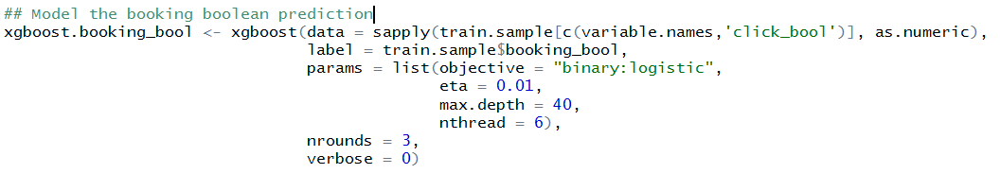 ## Model the booking boolean prediction
xgboost.booking_bool <- xgboost(data = sapply(train.sample[c(variable.names,'click_bool')], as.numeric),
label = train.sample$booking_bool,
params = list(objective = "binary:logistic",
eta = 0.01,
max.depth = 40,
nthread = 6),
nrounds = 3,
verbose = 0)